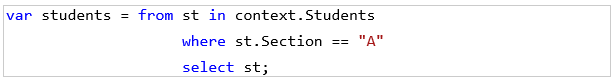 var students = from st in context.Students
where st.Section == "A"
select st;